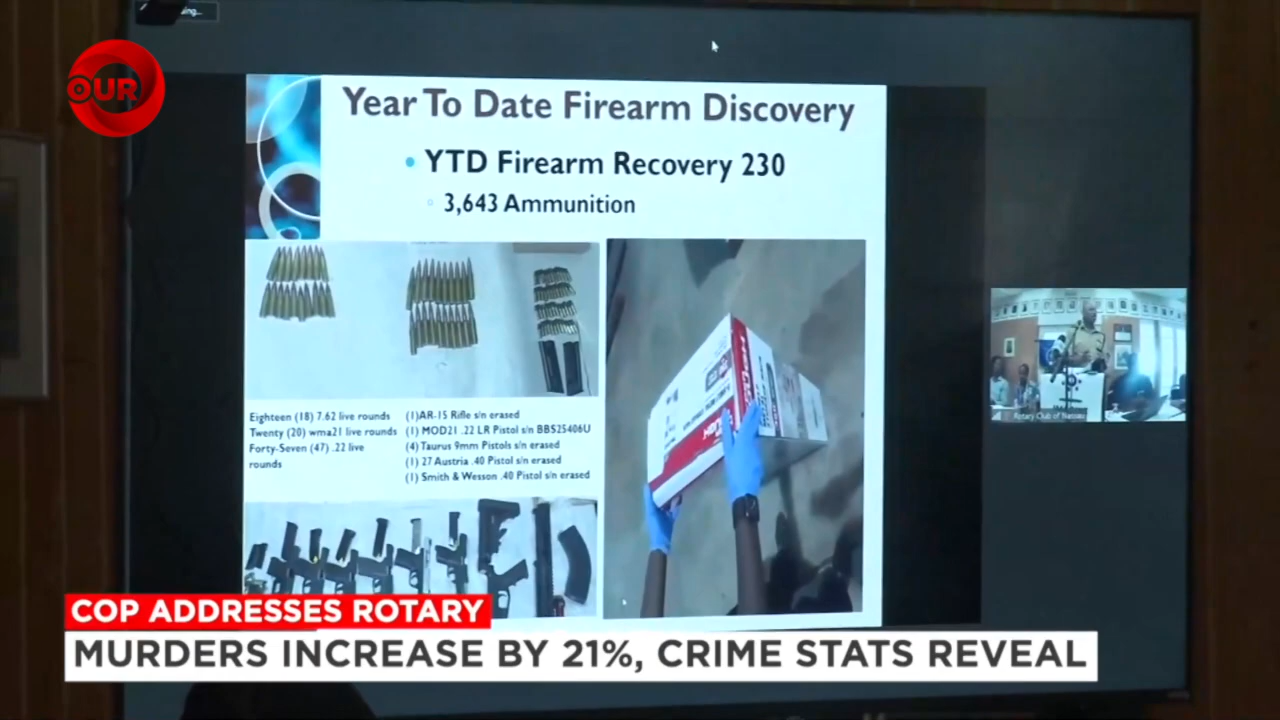 OUR
Year To Date Firearm Discovery
• YTD Firearm Recovery 230
◦ 3,643 Ammunition
Eighteen (18) 7.62 live rounds
Twenty (20) wma21 live rounds
Forty-Seven (47) .22 live
rounds
(1)AR-15 Rifle s/n erased
(1) MOD21 .22 LR Pistol s/n BBS25406U
(4) Taurus 9mm Pistols s/n erased
(1) 27 Austria .40 Pistol s/n erased
(1) Smith & Wesson .40 Pistol s/n erased
Rotary Club of Nassau
COP ADDRESSES ROTARY
MURDERS INCREASE BY 21%, CRIME STATS REVEAL